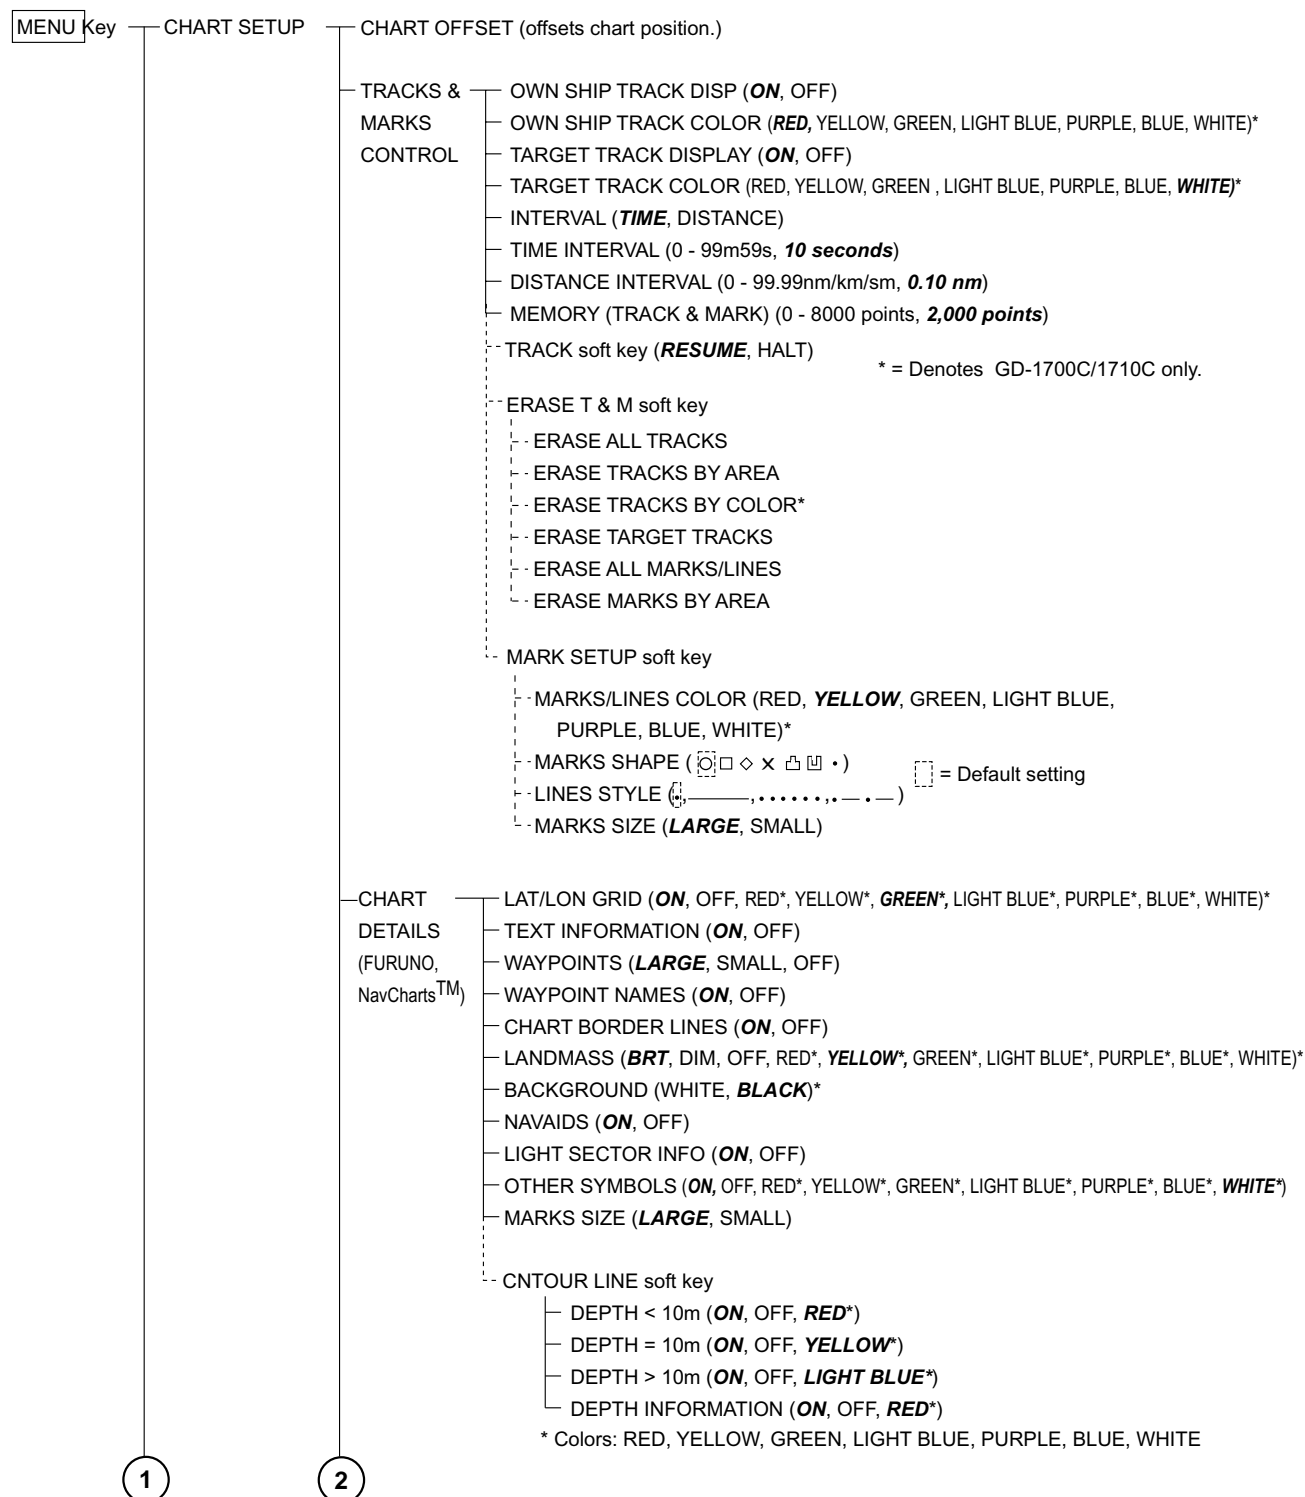 MENU Key CHART SETUP CHART OFFSET (offsets chart position.)
TRACKS & MARKS CONTROL
OWN SHIP TRACK DISP (ON, OFF)
OWN SHIP TRACK COLOR (RED, YELLOW, GREEN, LIGHT BLUE, PURPLE, BLUE, WHITE)*
TARGET TRACK DISPLAY (ON, OFF)
TARGET TRACK COLOR (RED, YELLOW, GREEN , LIGHT BLUE, PURPLE, BLUE, WHITE)*
INTERVAL (TIME, DISTANCE)
TIME INTERVAL (0 - 99m59s, 10 seconds)
DISTANCE INTERVAL (0 - 99.99nm/km/sm, 0.10 nm)
MEMORY (TRACK & MARK) (0 - 8000 points, 2,000 points)
TRACK soft key (RESUME, HALT)
* = Denotes GD-1700C/1710C only.
ERASE T & M soft key
ERASE ALL TRACKS
ERASE TRACKS BY AREA
ERASE TRACKS BY COLOR*
ERASE TARGET TRACKS
ERASE ALL MARKS/LINES
ERASE MARKS BY AREA
MARK SETUP soft key
MARKS/LINES COLOR (RED, YELLOW, GREEN, LIGHT BLUE,
PURPLE, BLUE, WHITE)*
MARKS SHAPE ( )
= Default setting
LINES STYLE ( )
MARKS SIZE (LARGE, SMALL)
CHART DETAILS (FURUNO, NavCharts™)
LAT/LON GRID (ON, OFF, RED*, YELLOW*, GREEN*, LIGHT BLUE*, PURPLE*, BLUE*, WHITE)*
TEXT INFORMATION (ON, OFF)
WAYPOINTS (LARGE, SMALL, OFF)
WAYPOINT NAMES (ON, OFF)
CHART BORDER LINES (ON, OFF)
LANDMASS (BRT, DIM, OFF, RED*, YELLOW*, GREEN*, LIGHT BLUE*, PURPLE*, BLUE*, WHITE)*
BACKGROUND (WHITE, BLACK)*
NAVAIDS (ON, OFF)
LIGHT SECTOR INFO (ON, OFF)
OTHER SYMBOLS (ON, OFF, RED*, YELLOW*, GREEN*, LIGHT BLUE*, PURPLE*, BLUE*, WHITE*)
MARKS SIZE (LARGE, SMALL)
CNTOUR LINE soft key
DEPTH < 10m (ON, OFF, RED*)
DEPTH = 10m (ON, OFF, YELLOW*)
DEPTH > 10m (ON, OFF, LIGHT BLUE*)
DEPTH INFORMATION (ON, OFF, RED*)
* Colors: RED, YELLOW, GREEN, LIGHT BLUE, PURPLE, BLUE, WHITE
1 2